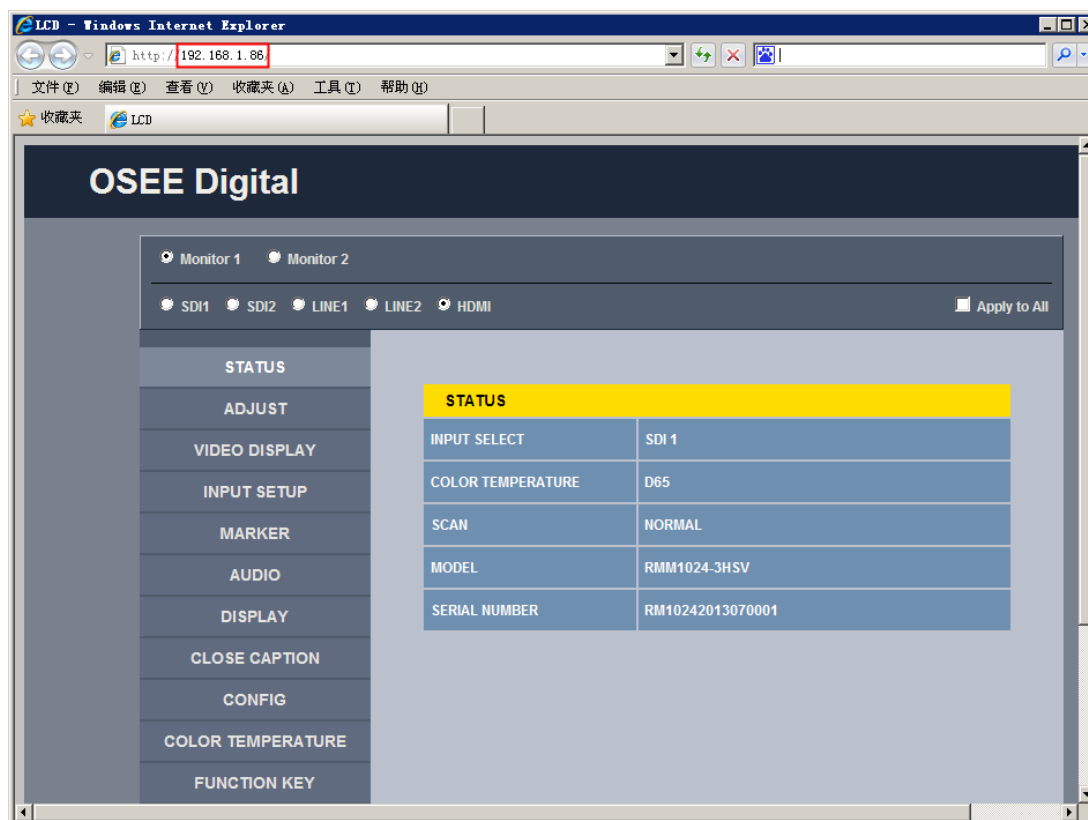 LCD - Windows Internet Explorer
http://192.168.1.86/
文件(F) 编辑(E) 查看(V) 收藏夹(A) 工具(T) 帮助(H)
收藏夹 LCD
OSEE Digital
Monitor 1 Monitor 2
SDI1 SDI2 LINE1 LINE2 HDMI Apply to All
STATUS
ADJUST
VIDEO DISPLAY
INPUT SETUP
MARKER
AUDIO
DISPLAY
CLOSE CAPTION
CONFIG
COLOR TEMPERATURE
FUNCTION KEY
STATUS
INPUT SELECT SDI 1
COLOR TEMPERATURE D65
SCAN NORMAL
MODEL RMM1024-3HSV
SERIAL NUMBER RM10242013070001